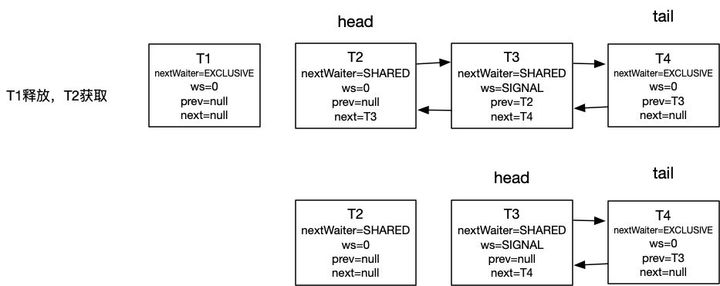 head
tail
T1释放，T2获取
T1
nextWaiter=EXCLUSIVE
ws=0
prev=null
next=null
T2
nextWaiter=SHARED
ws=0
prev=null
next=T3
T3
nextWaiter=SHARED
ws=SIGNAL
prev=T2
next=T4
T4
nextWaiter=EXCLUSIVE
ws=0
prev=T3
next=null
head
tail
T2
nextWaiter=SHARED
ws=0
prev=null
next=null
T3
nextWaiter=SHARED
ws=SIGNAL
prev=null
next=T4
T4
nextWaiter=EXCLUSIVE
ws=0
prev=T3
next=null